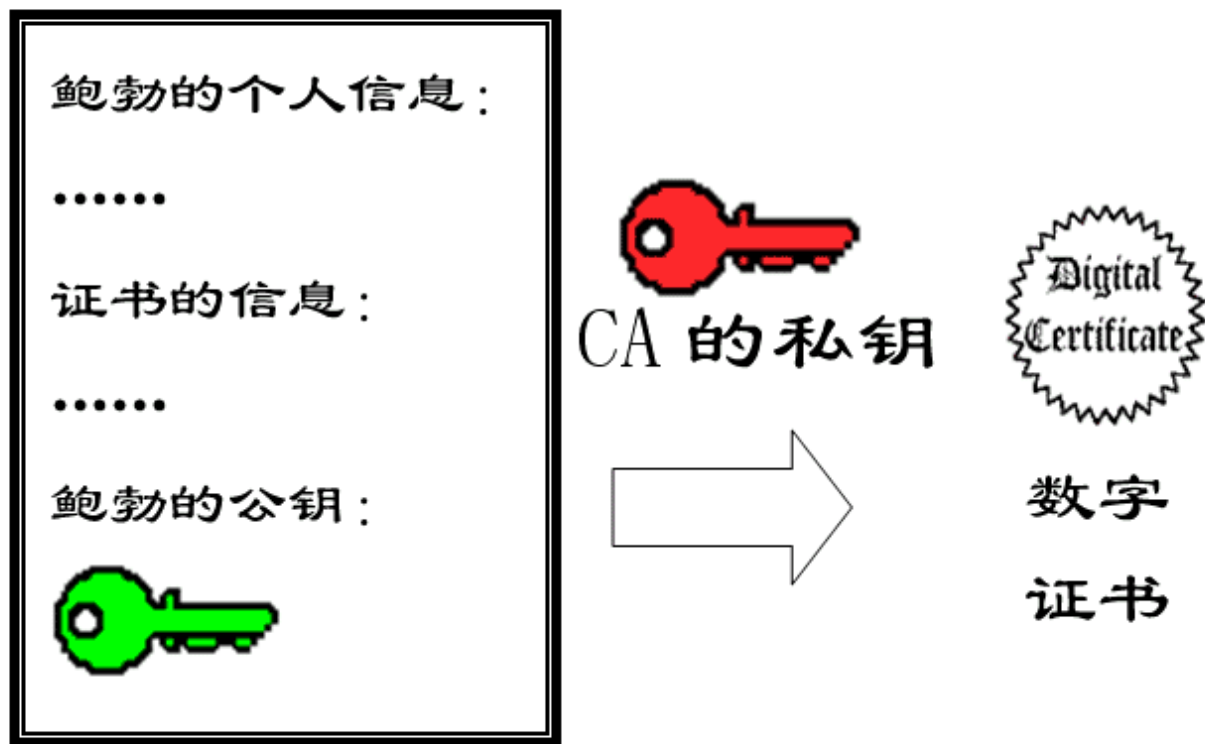 鲍勃的个人信息：
……
证书的信息：
……
鲍勃的公钥：
CA 的私钥
Digital
Certificate
数字
证书